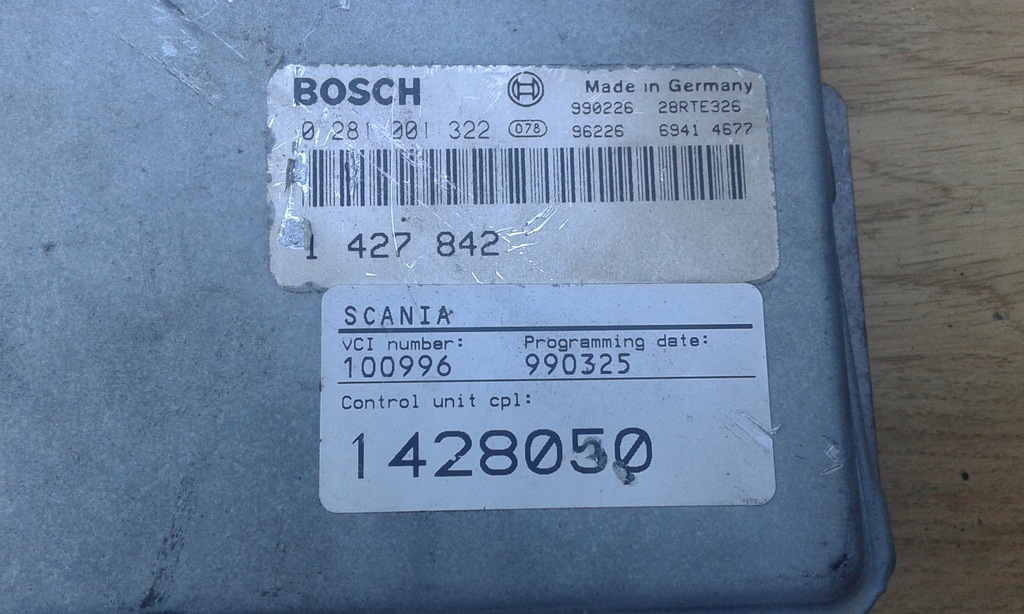 BOSCH Made in Germany
990226 28RTE326
0 281 001 322 078 96226 6941 4677
1 427 842
SCANIA
VCI number: Programming date:
100996 990325
Control unit cpl:
1428050